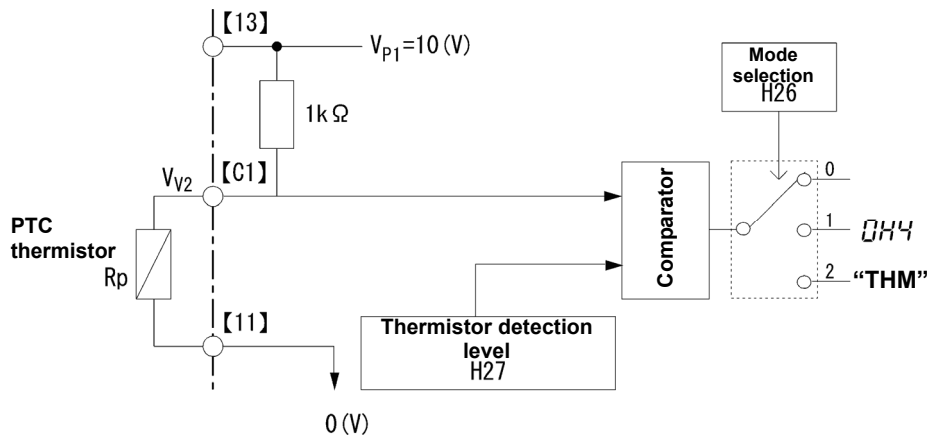 【13】
V_P1=10(V)
Mode
selection
H26
1kΩ
【C1】
V_V2
0
PTC
thermistor
Rp
Comparator
1
OH4
2
“THM”
【11】
Thermistor detection
level
H27
0(V)